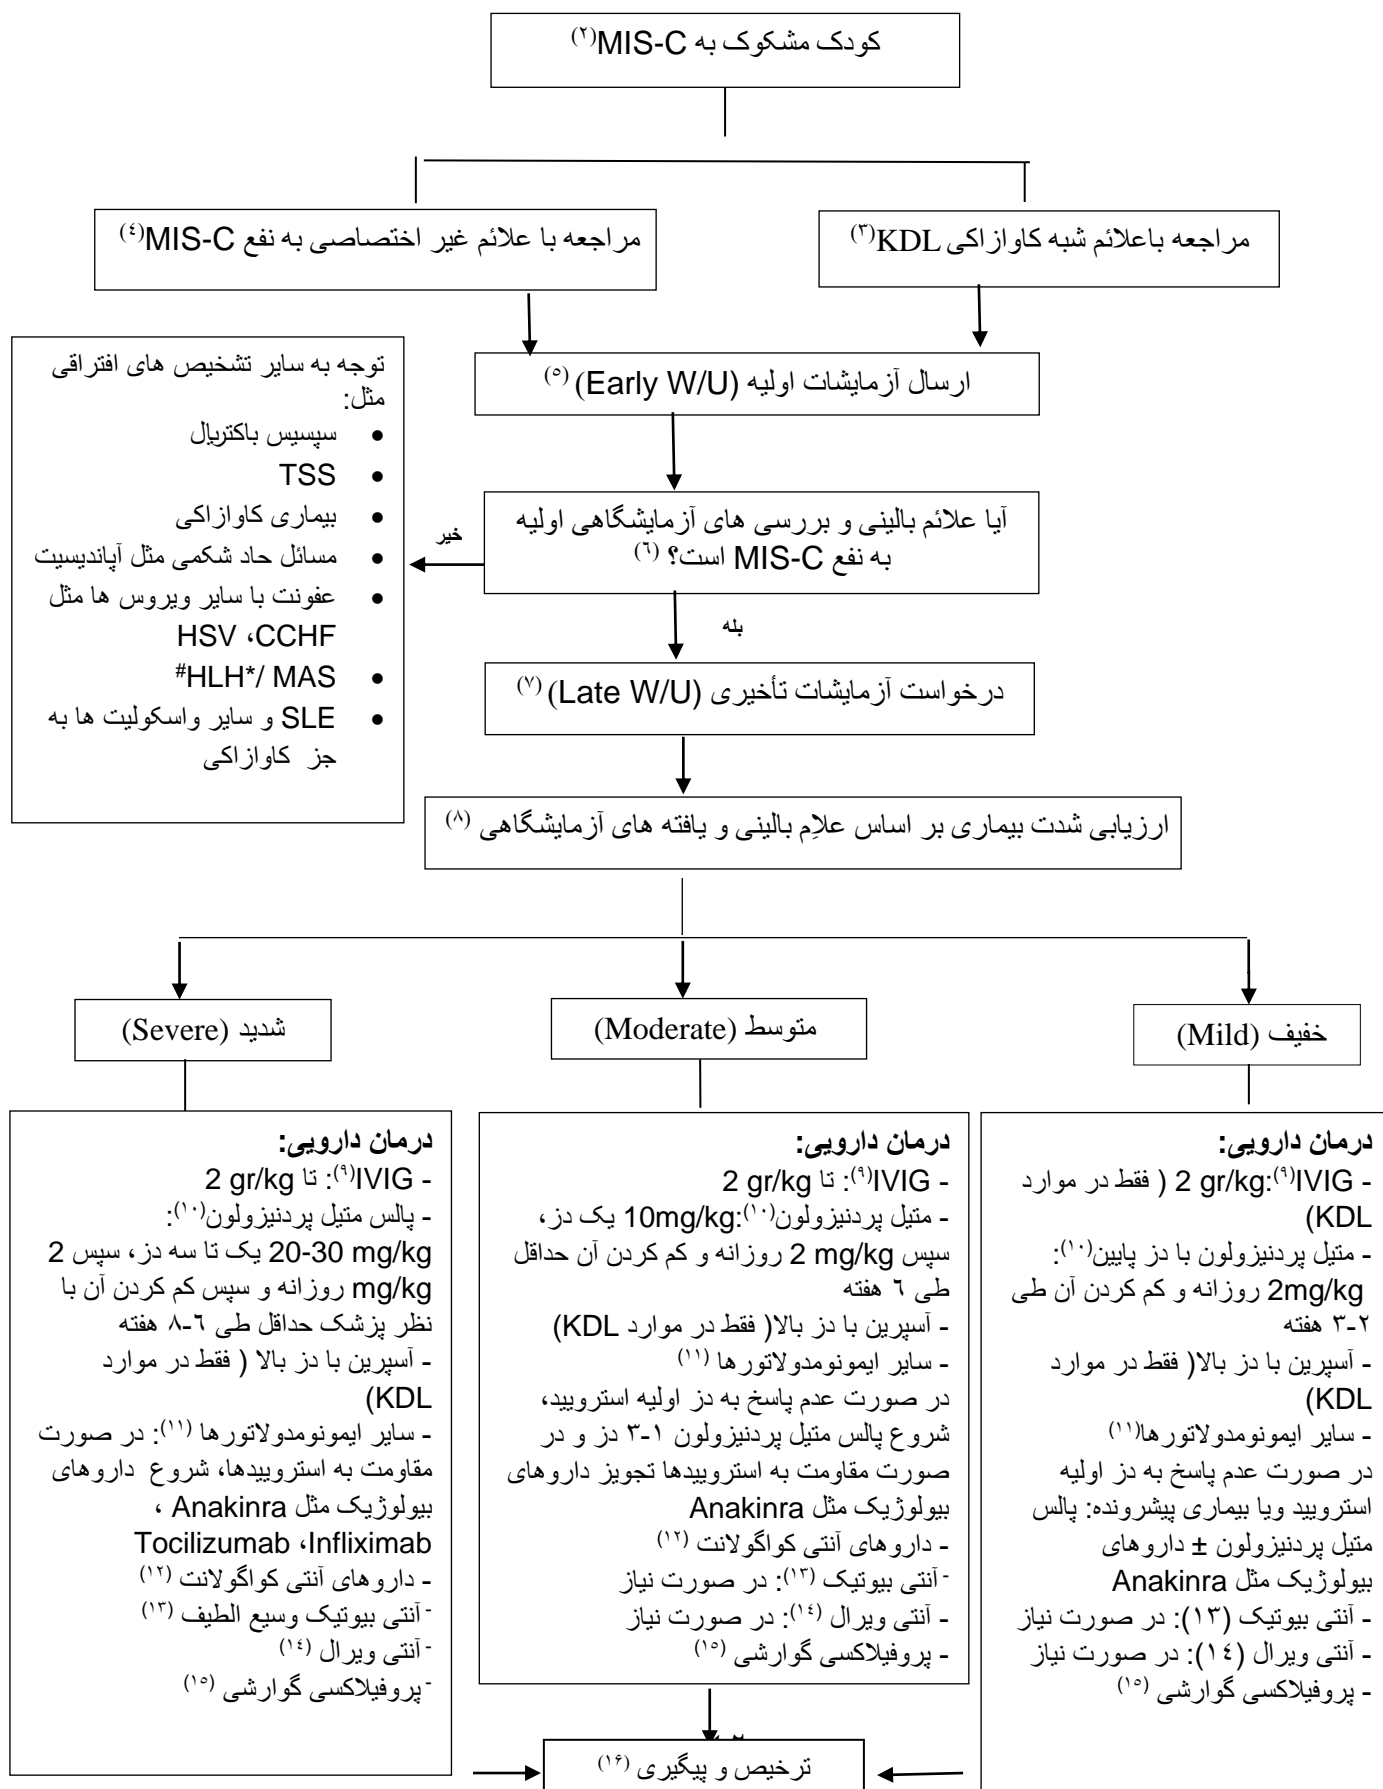 کودک مشکوک به MIS-C(۲)
مراجعه باعلائم شبه کاوازاکی KDL(۳)
مراجعه با علائم غیر اختصاصی به نفع MIS-C(٤)
ارسال آزمایشات اولیه (Early W/U) (٥)
آیا علائم بالینی و بررسی های آزمایشگاهی اولیه
به نفع MIS-C است؟ (٦)
خیر
توجه به سایر تشخیص های افتراقی
مثل:
• سپسیس باکتریال
• TSS
• بیماری کاوازاکی
• مسائل حاد شکمی مثل آپاندیسیت
• عفونت با سایر ویروس ها مثل
HSV ،CCHF
• HLH*/ MAS#
• SLE و سایر واسکولیت ها به
جز کاوازاکی
بله
درخواست آزمایشات تأخیری (Late W/U) (۷)
ارزیابی شدت بیماری بر اساس علاِم بالینی و یافته های آزمایشگاهی (۸)
خفیف (Mild)
متوسط (Moderate)
شدید (Severe)
درمان دارویی:
- IVIG(۹): 2 gr/kg ( فقط در موارد
KDL)
- متیل پردنیزولون با دز پایین(۱۰):
2mg/kg روزانه و کم کردن آن طی
۲-۳ هفته
- آسپرین با دز بالا( فقط در موارد
KDL)
- سایر ایمونومدولاتورها(۱۱)
در صورت عدم پاسخ به دز اولیه
استرویید ویا بیماری پیشرونده: پالس
متیل پردنیزولون ± داروهای
بیولوژیک مثل Anakinra
- آنتی بیوتیک (۱۳): در صورت نیاز
- آنتی ویرال (۱٤): در صورت نیاز
- پروفیلاکسی گوارشی (۱٥)
درمان دارویی:
- IVIG(۹): تا 2 gr/kg
- متیل پردنیزولون(۱۰): 10mg/kg یک دز،
سپس 2 mg/kg روزانه و کم کردن آن حداقل
طی ٦ هفته
- آسپرین با دز بالا( فقط در موارد KDL)
- سایر ایمونومدولاتورها (۱۱)
در صورت عدم پاسخ به دز اولیه استرویید،
شروع پالس متیل پردنیزولون ۱-۳ دز و در
صورت مقاومت به استروییدها تجویز داروهای
بیولوژیک مثل Anakinra
- داروهای آنتی کواگولانت (۱۲)
- آنتی بیوتیک (۱۳): در صورت نیاز
- آنتی ویرال (۱٤): در صورت نیاز
- پروفیلاکسی گوارشی (۱٥)
درمان دارویی:
- IVIG(۹): تا 2 gr/kg
- پالس متیل پردنیزولون(۱۰):
20-30 mg/kg یک تا سه دز، سپس 2
mg/kg روزانه و سپس کم کردن آن با
نظر پزشک حداقل طی ٦-۸ هفته
- آسپرین با دز بالا ( فقط در موارد
KDL)
- سایر ایمونومدولاتورها (۱۱): در صورت
مقاومت به استروییدها، شروع داروهای
بیولوژیک مثل Anakinra ،
Tocilizumab ،Infliximab
- داروهای آنتی کواگولانت (۱۲)
- آنتی بیوتیک وسیع الطیف (۱۳)
- آنتی ویرال (۱٤)
- پروفیلاکسی گوارشی (۱٥)
ترخیص و پیگیری (۱۶)